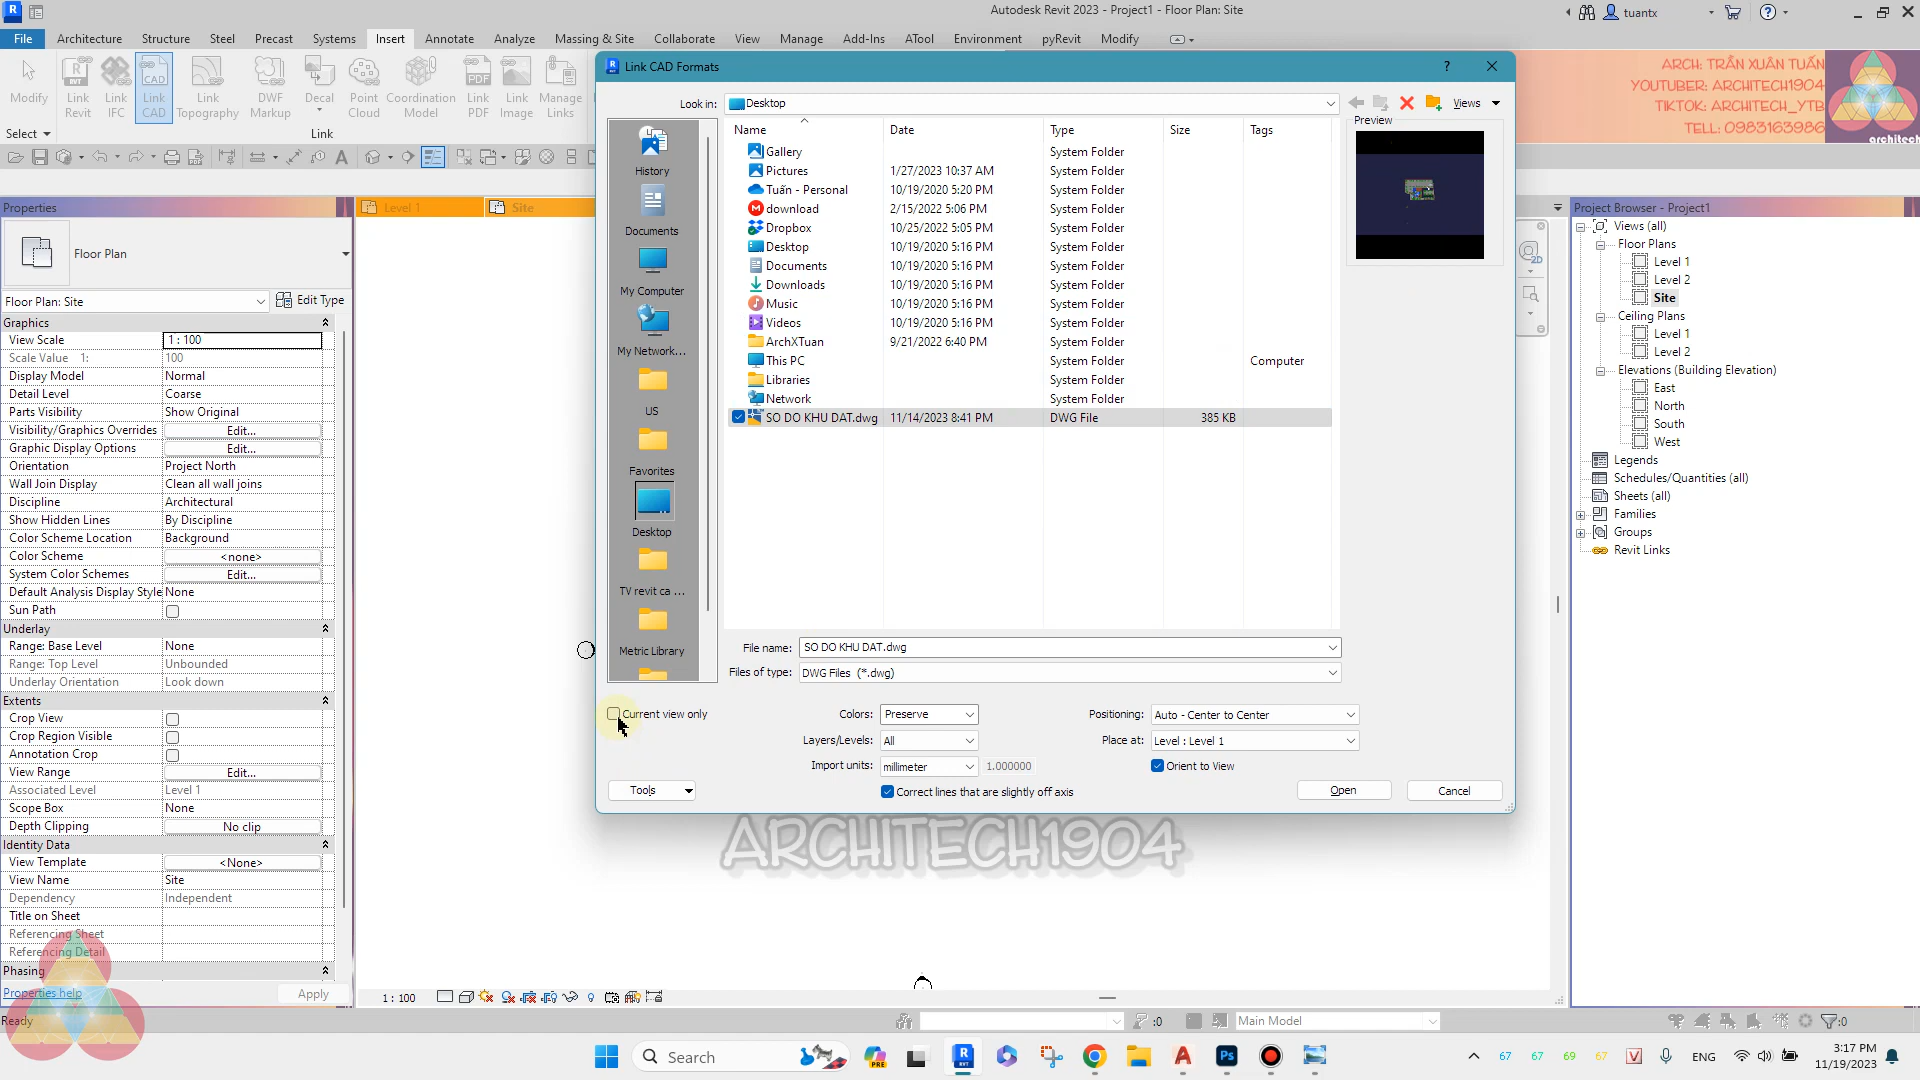 Autodesk Revit 2023 - Project1 - Floor Plan: Site
tuantx
File Architecture Structure Steel Precast Systems Insert Annotate Analyze Massing & Site Collaborate View Manage Add-Ins ATool Environment pyRevit Modify
Modify
Link Revit
Link IFC
Link CAD
Link Topography
DWF Markup
Decal
Point Cloud
Coordination Model
Link PDF
Link Image
Manage Links
Select
Link
ARCH: TRẦN XUÂN TUẤN
YOUTUBER: ARCHITECH1904
TIKTOK: ARCHITECH_YTB
TELL: 0983163986
architech
Properties
Floor Plan
Floor Plan: Site
Edit Type
Graphics
View Scale 1 : 100
Scale Value 1: 100
Display Model Normal
Detail Level Coarse
Parts Visibility Show Original
Visibility/Graphics Overrides Edit...
Graphic Display Options Edit...
Orientation Project North
Wall Join Display Clean all wall joins
Discipline Architectural
Show Hidden Lines By Discipline
Color Scheme Location Background
Color Scheme <none>
System Color Schemes Edit...
Default Analysis Display Style None
Sun Path
Underlay
Range: Base Level None
Range: Top Level Unbounded
Underlay Orientation Look down
Extents
Crop View
Crop Region Visible
Annotation Crop
View Range Edit...
Associated Level Level 1
Scope Box None
Depth Clipping No clip
Identity Data
View Template <None>
View Name Site
Dependency Independent
Title on Sheet
Referencing Sheet
Referencing Detail
Phasing
Properties help
Apply
Ready
Level 1
Site
Link CAD Formats
?
Look in: Desktop
Views
Name Date Type Size Tags
Gallery System Folder
Pictures 1/27/2023 10:37 AM System Folder
Tuấn - Personal 10/19/2020 5:20 PM System Folder
download 2/15/2022 5:06 PM System Folder
Dropbox 10/25/2022 5:05 PM System Folder
Desktop 10/19/2020 5:16 PM System Folder
Documents 10/19/2020 5:16 PM System Folder
Downloads 10/19/2020 5:16 PM System Folder
Music 10/19/2020 5:16 PM System Folder
Videos 10/19/2020 5:16 PM System Folder
ArchXTuan 9/21/2022 6:40 PM System Folder
This PC System Folder Computer
Libraries System Folder
Network System Folder
SO DO KHU DAT.dwg 11/14/2023 8:41 PM DWG File 385 KB
Preview
History
Documents
My Computer
My Network...
US
Favorites
Desktop
TV revit ca ...
Metric Library
File name: SO DO KHU DAT.dwg
Files of type: DWG Files (*.dwg)
Current view only
Colors: Preserve
Layers/Levels: All
Import units: millimeter 1.000000
Correct lines that are slightly off axis
Positioning: Auto - Center to Center
Place at: Level : Level 1
Orient to View
Tools
Open
Cancel
ARCHITECH1904
Project Browser - Project1
Views (all)
Floor Plans
Level 1
Level 2
Site
Ceiling Plans
Level 1
Level 2
Elevations (Building Elevation)
East
North
South
West
Legends
Schedules/Quantities (all)
Sheets (all)
Families
Groups
Revit Links
2D
1 : 100
:0
Main Model
:0
Search
PRE
67 67 69 67
ENG
3:17 PM
11/19/2023